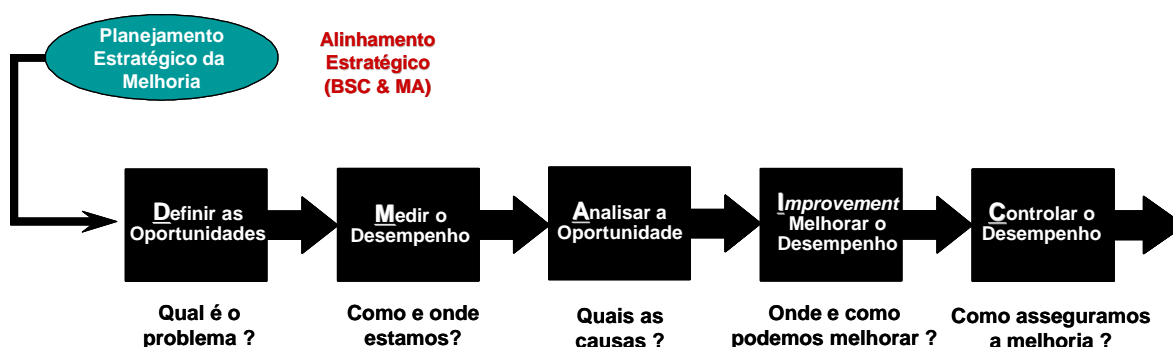 Planejamento
Estratégico da
Melhoria
Alinhamento
Estratégico
(BSC & MA)
Definir as
Oportunidades
Medir o
Desempenho
Analisar a
Oportunidade
Improvement
Melhorar o
Desempenho
Controlar o
Desempenho
Qual é o
problema ?
Como e onde
estamos?
Quais as
causas ?
Onde e como
podemos melhorar ?
Como asseguramos
a melhoria ?